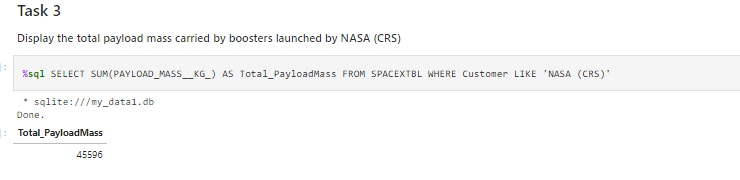 Task 3
Display the total payload mass carried by boosters launched by NASA (CRS)
]: %sql SELECT SUM(PAYLOAD_MASS__KG_) AS Total_PayloadMass FROM SPACEXTBL WHERE Customer LIKE 'NASA (CRS)'
* sqlite:///my_data1.db
Done.
]: Total_PayloadMass
45596